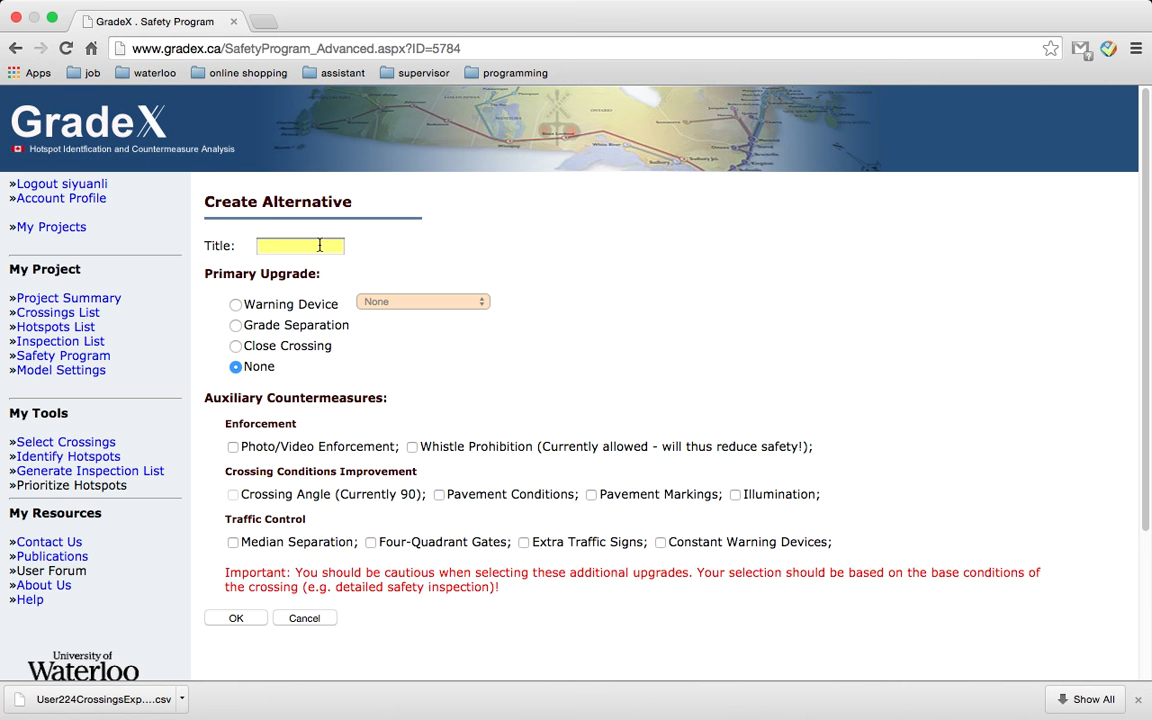 GradeX . Safety Program
www.gradex.ca/SafetyProgram_Advanced.aspx?ID=5784
Apps job waterloo online shopping assistant supervisor programming
GradeX
Hotspot Identfication and Countermeasure Analysis
»Logout siyuanli
»Account Profile
»My Projects
My Project
»Project Summary
»Crossings List
»Hotspots List
»Inspection List
»Safety Program
»Model Settings
My Tools
»Select Crossings
»Identify Hotspots
»Generate Inspection List
»Prioritize Hotspots
My Resources
»Contact Us
»Publications
»User Forum
»About Us
»Help
University of
Waterloo
Create Alternative
Title:
Primary Upgrade:
Warning Device None
Grade Separation
Close Crossing
None
Auxiliary Countermeasures:
Enforcement
Photo/Video Enforcement; Whistle Prohibition (Currently allowed - will thus reduce safety!);
Crossing Conditions Improvement
Crossing Angle (Currently 90); Pavement Conditions; Pavement Markings; Illumination;
Traffic Control
Median Separation; Four-Quadrant Gates; Extra Traffic Signs; Constant Warning Devices;
Important: You should be cautious when selecting these additional upgrades. Your selection should be based on the base conditions of
the crossing (e.g. detailed safety inspection)!
OK Cancel
User224CrossingsExp....csv Show All